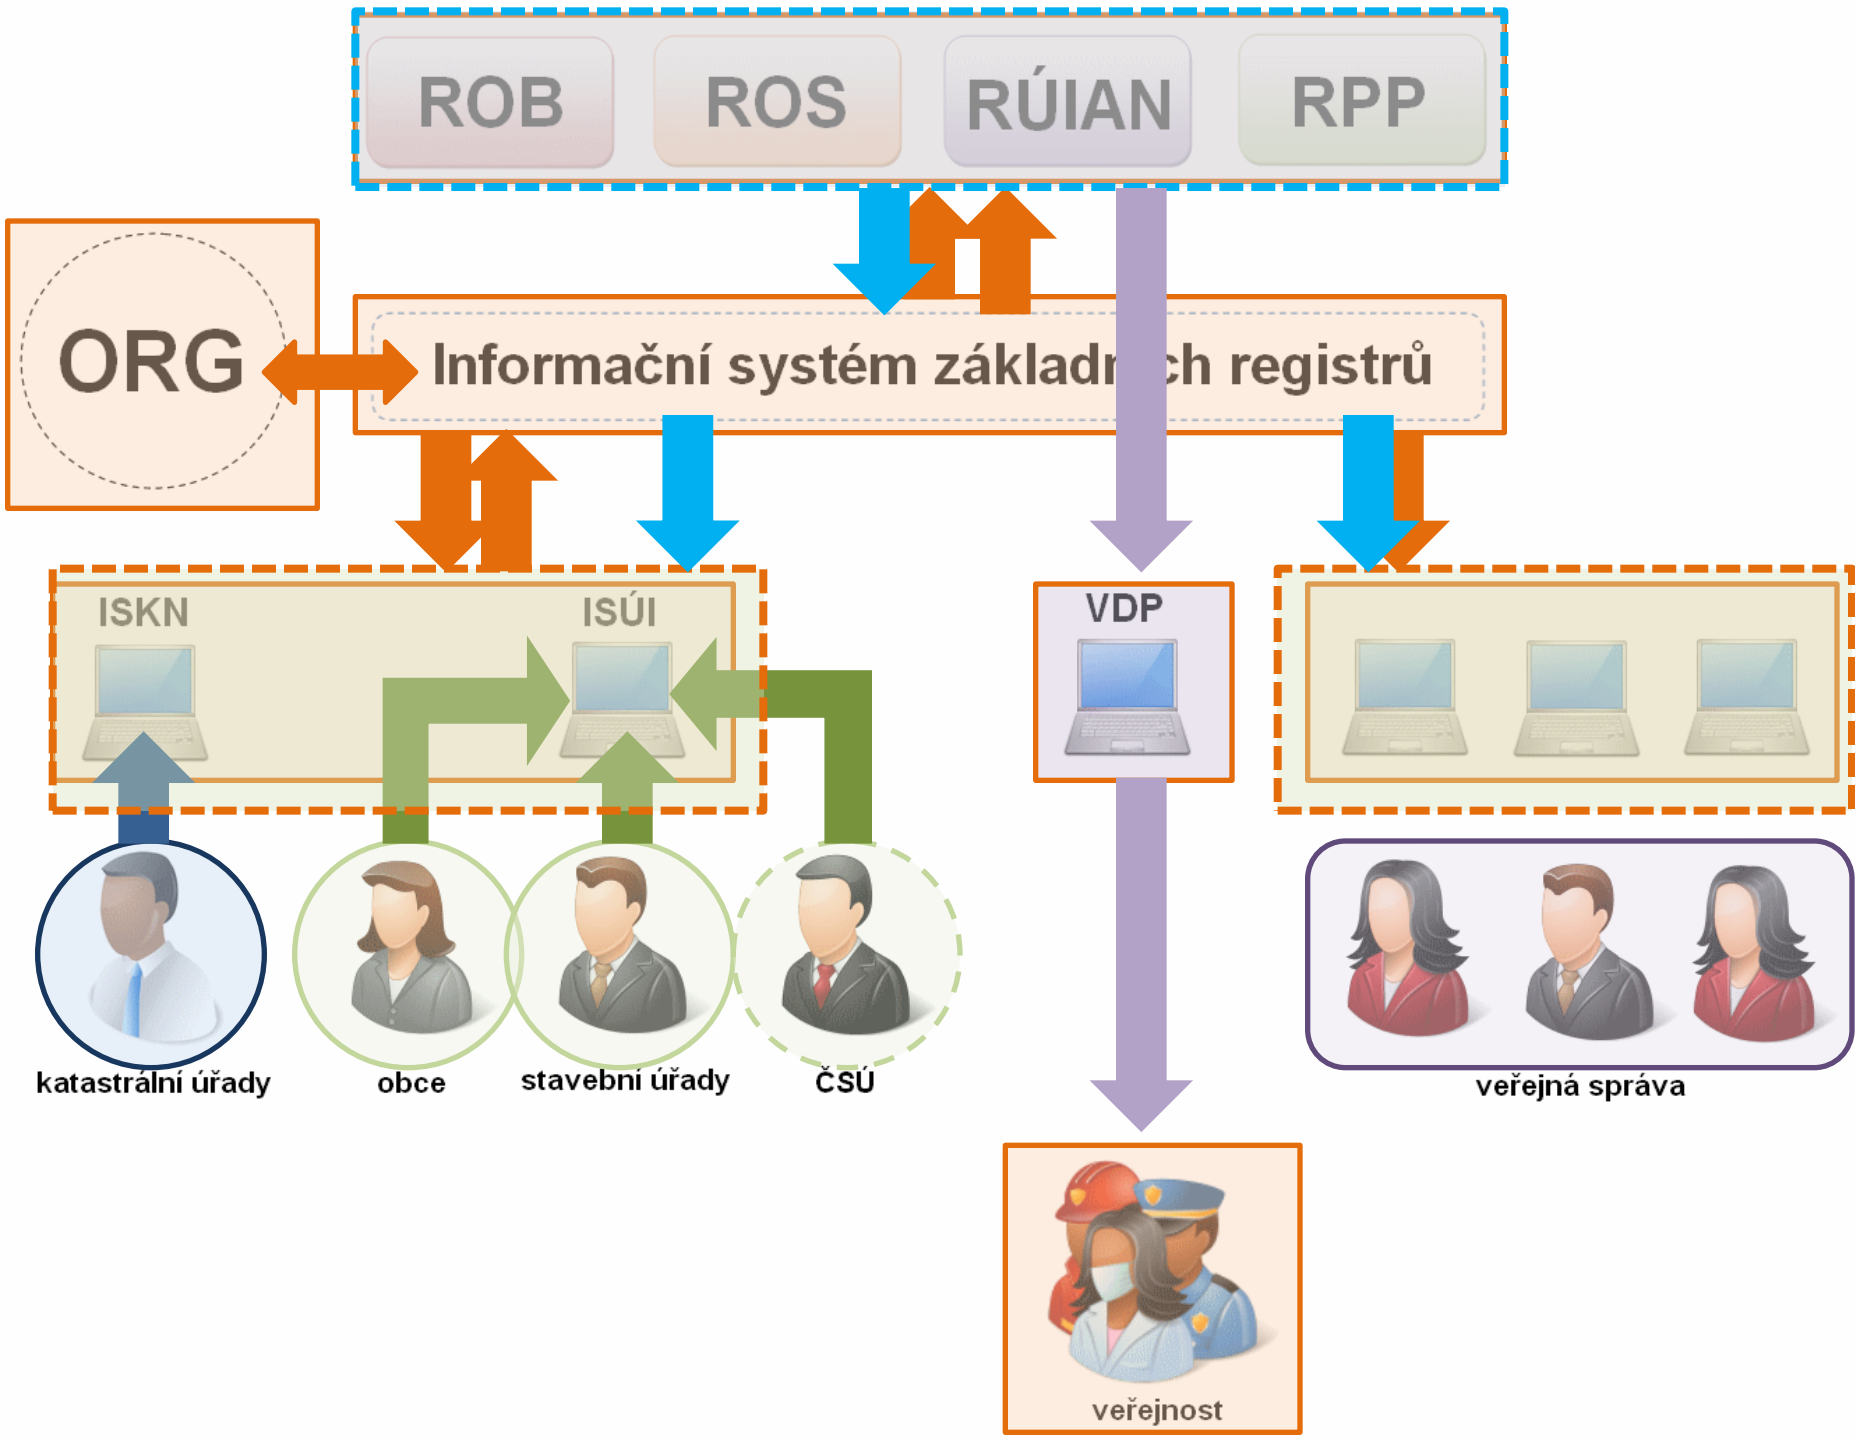 ROB
ROS
RÚIAN
RPP
ORG
Informační systém základních registrů
ISKN
ISÚI
VDP
katastrální úřady
obce
stavební úřady
ČSÚ
veřejná správa
veřejnost